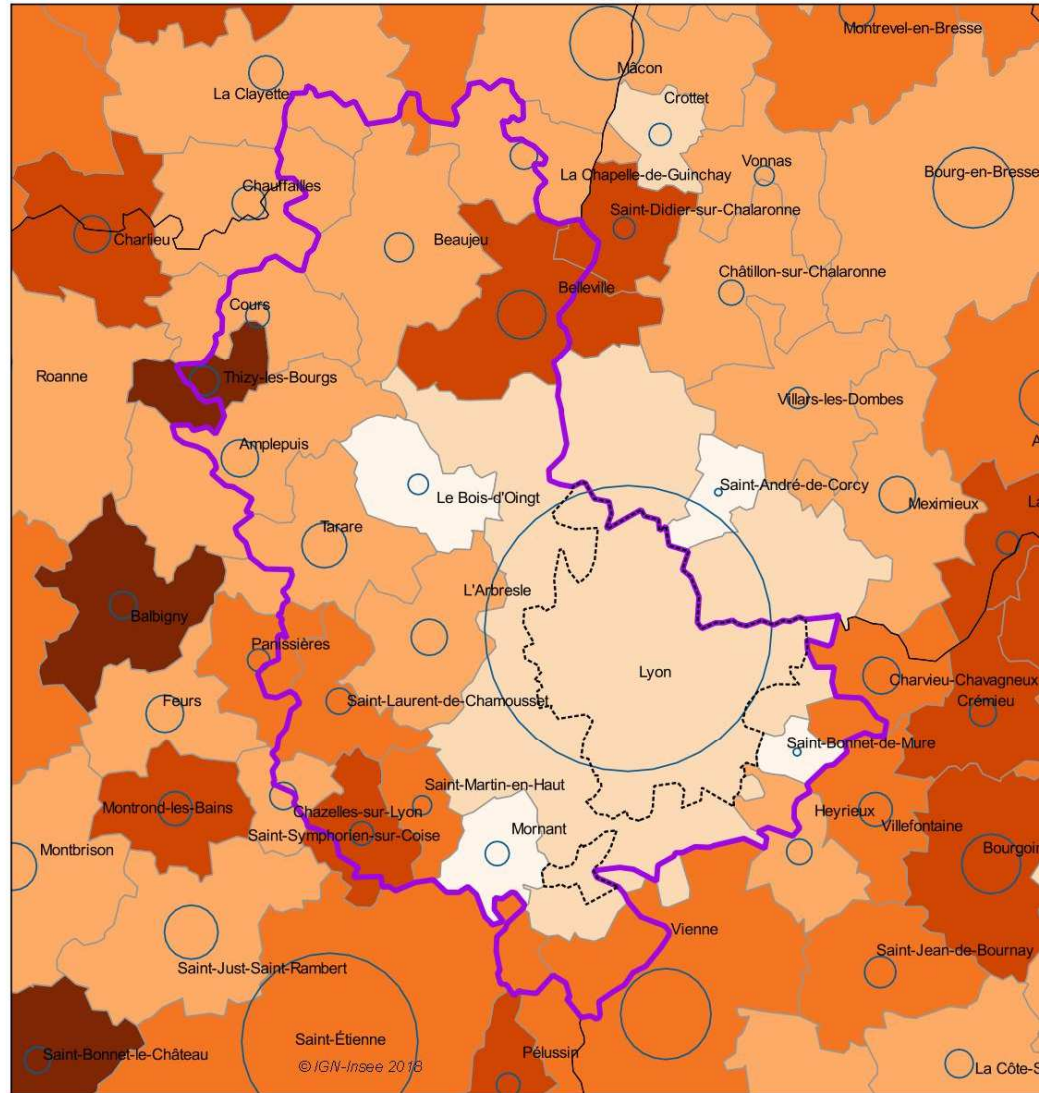 Montrevel-en-Bresse
Mâcon
La Clayette
Crottet
Vonnas
La Chapelle-de-Guinchay
Bourg-en-Bresse
Chauffailles
Saint-Didier-sur-Chalaronne
Charlieu
Beaujeu
Châtillon-sur-Chalaronne
Belleville
Cours
Roanne
Thizy-les-Bourgs
Villars-les-Dombes
Amplepuis
A
Saint-André-de-Corcy
Le Bois-d'Oingt
Meximieux
La
Tarare
L'Arbresle
Balbigny
Panissières
Lyon
Charvieu-Chavagneux
Feurs
Saint-Laurent-de-Chamousset
Crémieu
Saint-Bonnet-de-Mure
Saint-Martin-en-Haut
Montrond-les-Bains
Chazelles-sur-Lyon
Heyrieux
Villefontaine
Saint-Symphorien-sur-Coise
Mornant
Montbrison
Bourgoin
Vienne
Saint-Jean-de-Bournay
Saint-Just-Saint-Rambert
Saint-Étienne
Pélussin
Saint-Bonnet-le-Château
© IGN-Insee 2018
La Côte-S